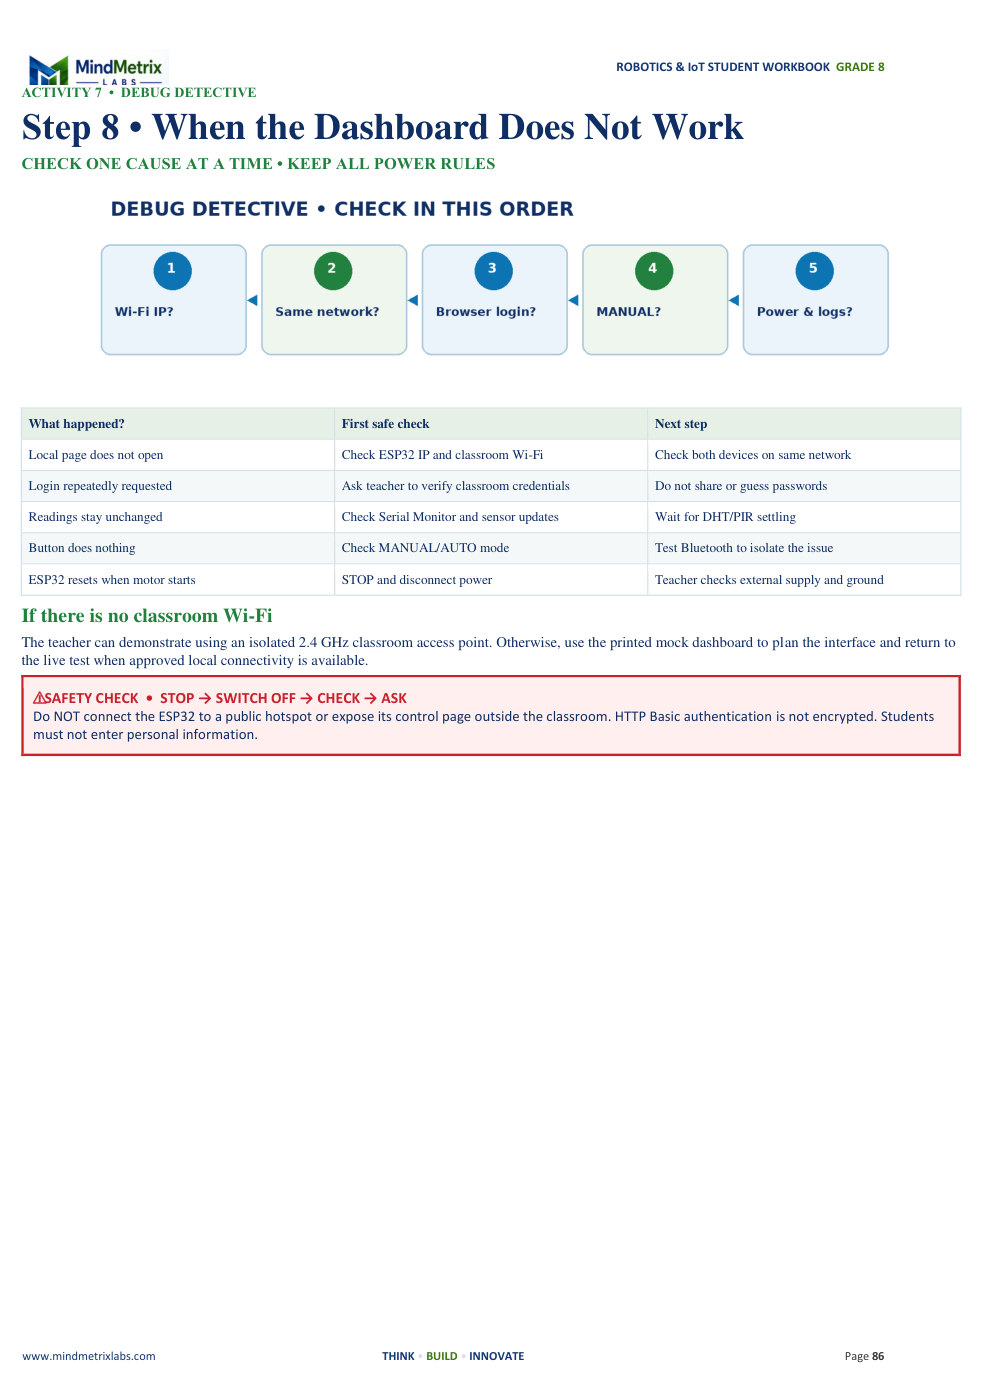 MindMetrix
LABS
ROBOTICS & IoT STUDENT WORKBOOK GRADE 8
ACTIVITY 7 • DEBUG DETECTIVE
Step 8 • When the Dashboard Does Not Work
CHECK ONE CAUSE AT A TIME • KEEP ALL POWER RULES
DEBUG DETECTIVE • CHECK IN THIS ORDER
1
Wi-Fi IP?
2
Same network?
3
Browser login?
4
MANUAL?
5
Power & logs?
What happened? First safe check Next step
Local page does not open Check ESP32 IP and classroom Wi-Fi Check both devices on same network
Login repeatedly requested Ask teacher to verify classroom credentials Do not share or guess passwords
Readings stay unchanged Check Serial Monitor and sensor updates Wait for DHT/PIR settling
Button does nothing Check MANUAL/AUTO mode Test Bluetooth to isolate the issue
ESP32 resets when motor starts STOP and disconnect power Teacher checks external supply and ground
If there is no classroom Wi-Fi
The teacher can demonstrate using an isolated 2.4 GHz classroom access point. Otherwise, use the printed mock dashboard to plan the interface and return to
the live test when approved local connectivity is available.
⚠SAFETY CHECK • STOP → SWITCH OFF → CHECK → ASK
Do NOT connect the ESP32 to a public hotspot or expose its control page outside the classroom. HTTP Basic authentication is not encrypted. Students
must not enter personal information.
www.mindmetrixlabs.com THINK • BUILD • INNOVATE Page 86